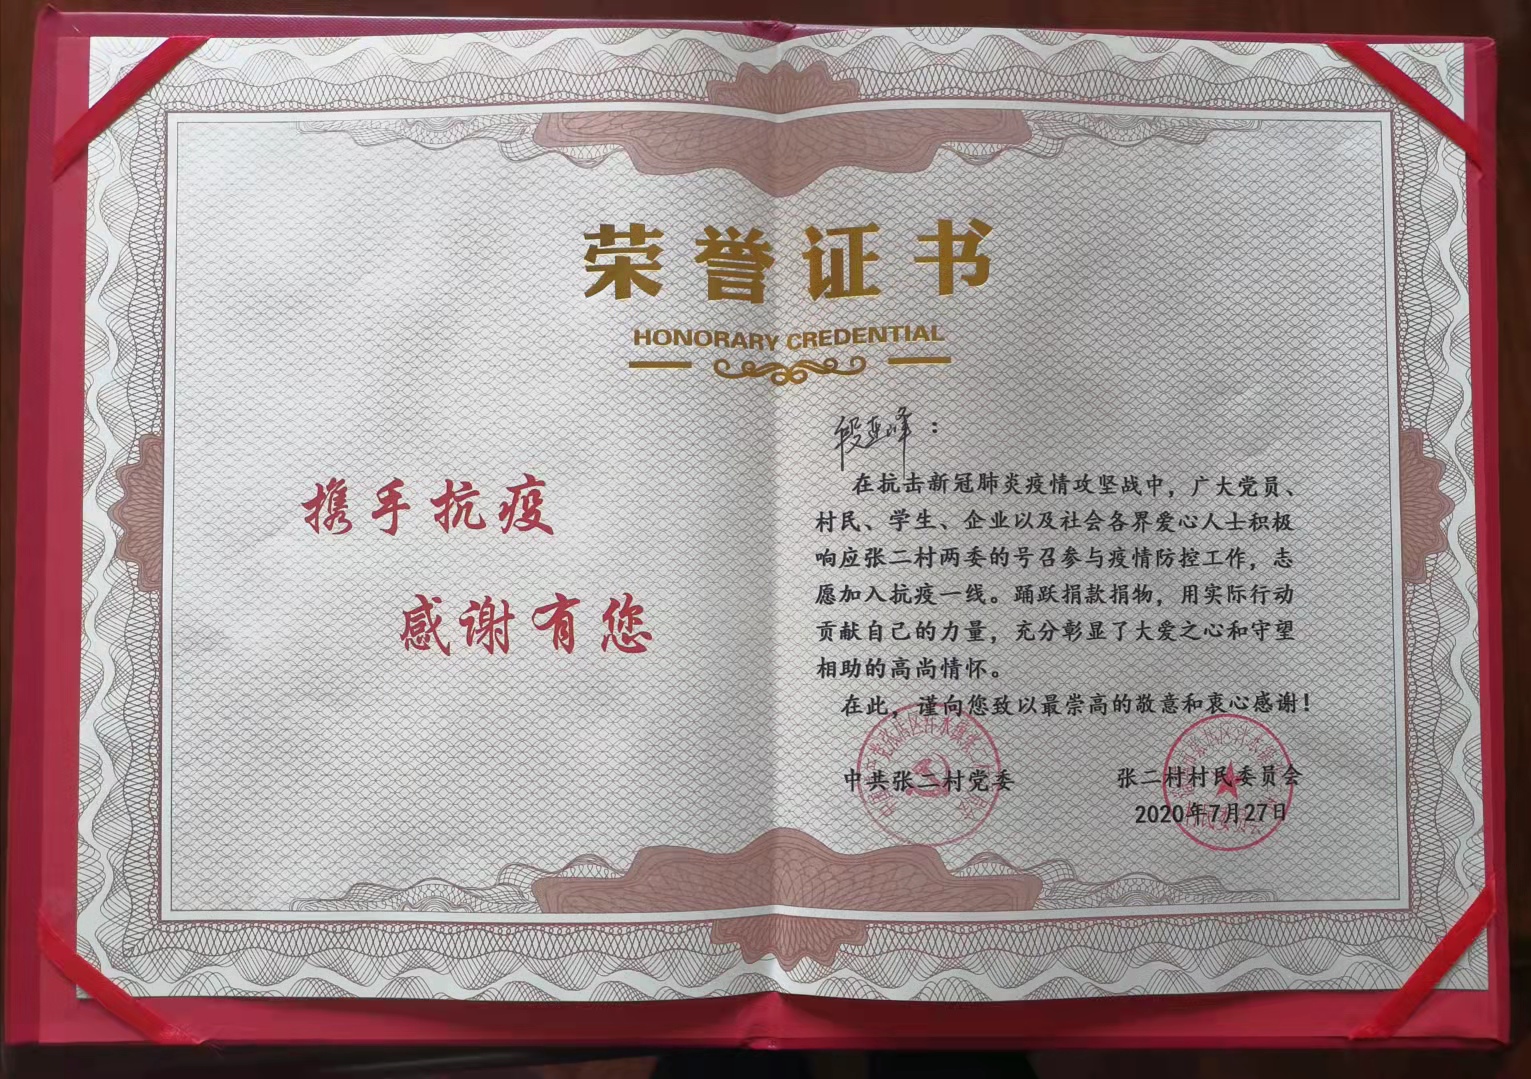 荣誉证书
HONORARY CREDENTIAL
携手抗疫
感谢有您
段连峰：
在抗击新冠肺炎疫情攻坚战中，广大党员、
村民、学生、企业以及社会各界爱心人士积极
响应张二村两委的号召参与疫情防控工作，志
愿加入抗疫一线。踊跃捐款捐物，用实际行动
贡献自己的力量，充分彰显了大爱之心和守望
相助的高尚情怀。
在此，谨向您致以最崇高的敬意和衷心感谢！
中共张二村党委
张二村村民委员会
2020年7月27日